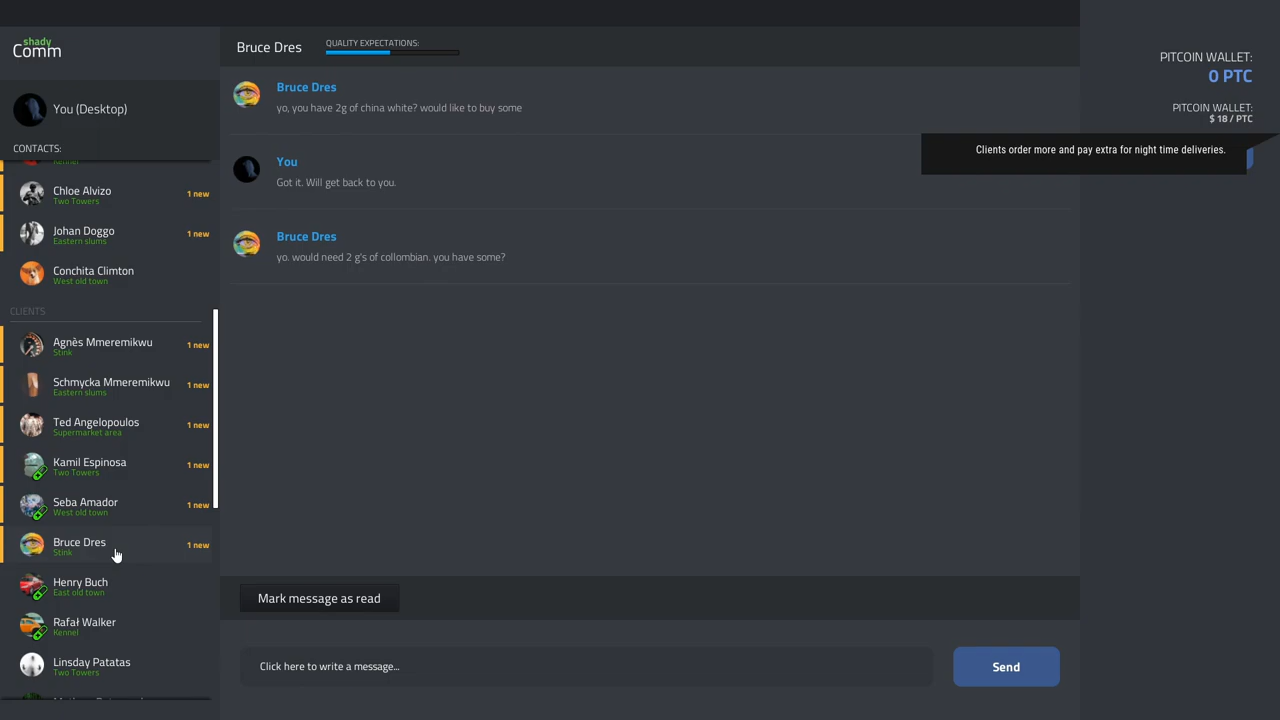 shady
Comm
You (Desktop)
CONTACTS:
Kennel
Chloe Alvizo
Two Towers
1 new
Johan Doggo
Eastern slums
1 new
Conchita Climton
West old town
CLIENTS
Agnès Mmeremikwu
Stink
1 new
Schmycka Mmeremikwu
Eastern slums
1 new
Ted Angelopoulos
Supermarket area
1 new
Kamil Espinosa
Two Towers
1 new
Seba Amador
West old town
1 new
Bruce Dres
Stink
1 new
Henry Buch
East old town
Rafał Walker
Kennel
Linsday Patatas
Two Towers
Bruce Dres
QUALITY EXPECTATIONS:
Bruce Dres
yo, you have 2g of china white? would like to buy some
You
Got it. Will get back to you.
Bruce Dres
yo. would need 2 g's of collombian. you have some?
Mark message as read
Click here to write a message...
Send
PITCOIN WALLET:
0 PTC
PITCOIN WALLET:
$ 18 / PTC
Clients order more and pay extra for night time deliveries.